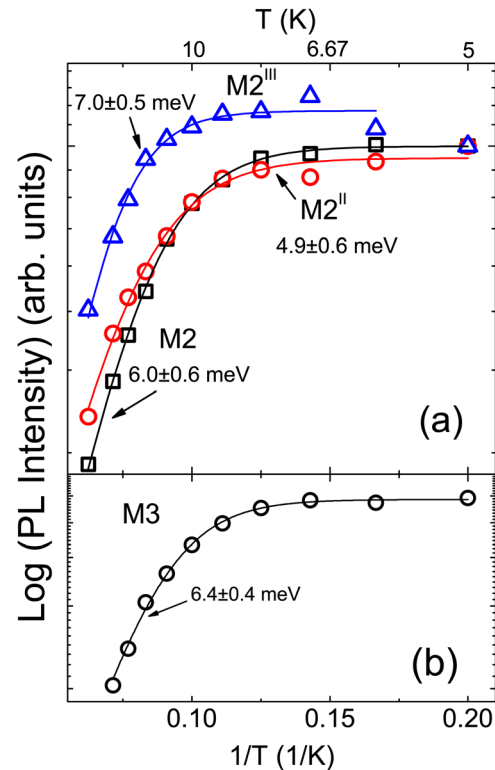 T (K)
10 6.67 5
M2ᴵᴵᴵ
7.0±0.5 meV
M2ᴵᴵ
4.9±0.6 meV
M2
6.0±0.6 meV
(a)
Log (PL Intensity) (arb. units)
M3
6.4±0.4 meV
(b)
0.10 0.15 0.20
1/T (1/K)